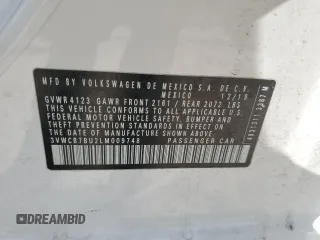 MFD BY VOLKSWAGEN DE MEXICO S.A. DE C.V.
MEXICO 12/19
GVWR 4123 GAWR FRONT 2161 / REAR 2072 LBS
THIS VEHICLE CONFORMS TO ALL APPLICABLE
FEDERAL MOTOR VEHICLE SAFETY, BUMPER, AND
THEFT PREVENTION STANDARDS IN EFFECT ON THE
DATE OF MANUFACTURE SHOWN ABOVE.
3VWCB7BU2LM009748 PASSENGER CAR
DREAMBID